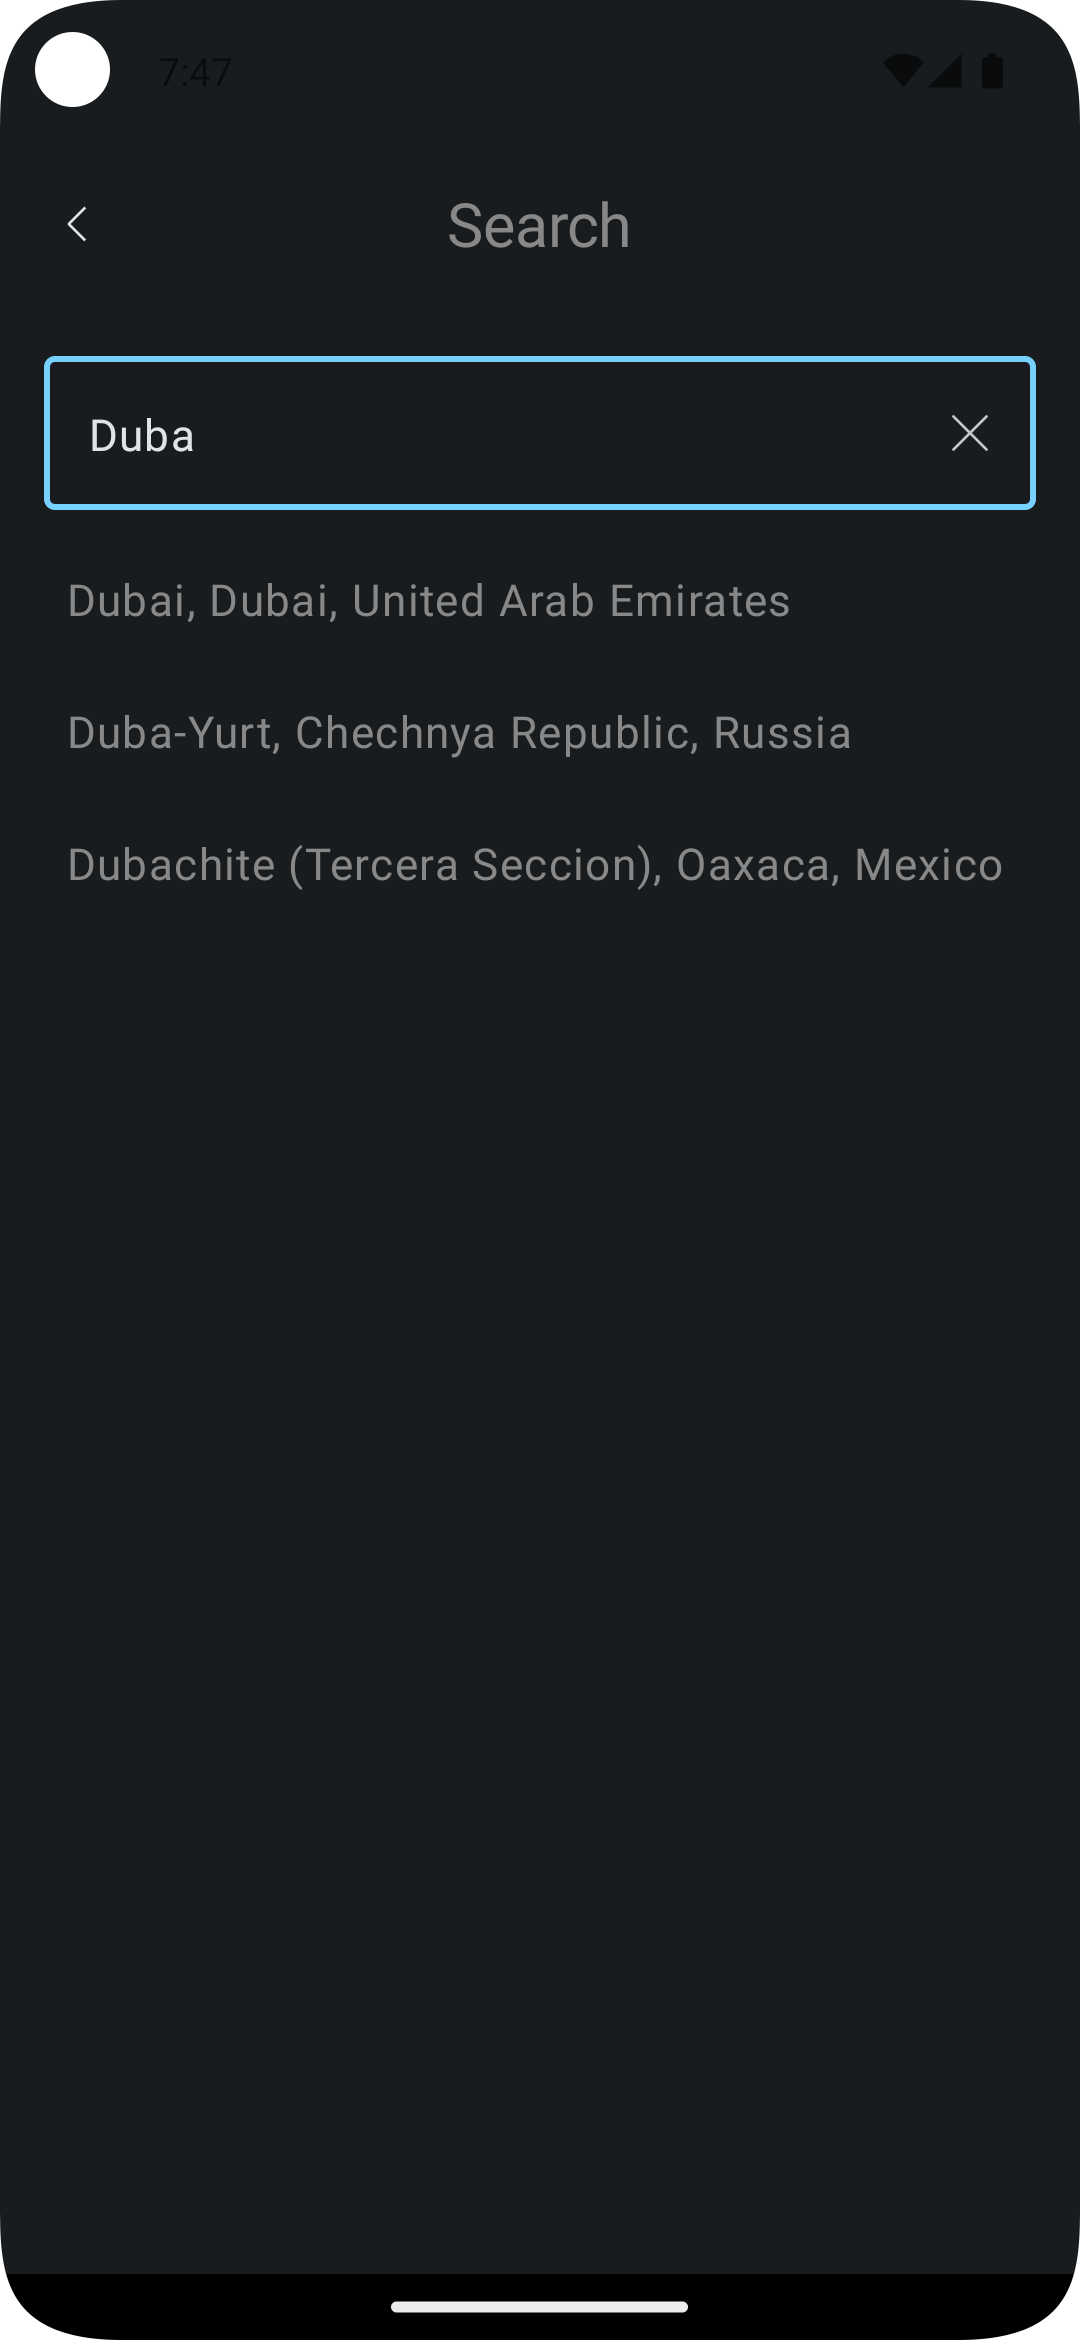 7:47
Search
Duba
Dubai, Dubai, United Arab Emirates
Duba-Yurt, Chechnya Republic, Russia
Dubachite (Tercera Seccion), Oaxaca, Mexico